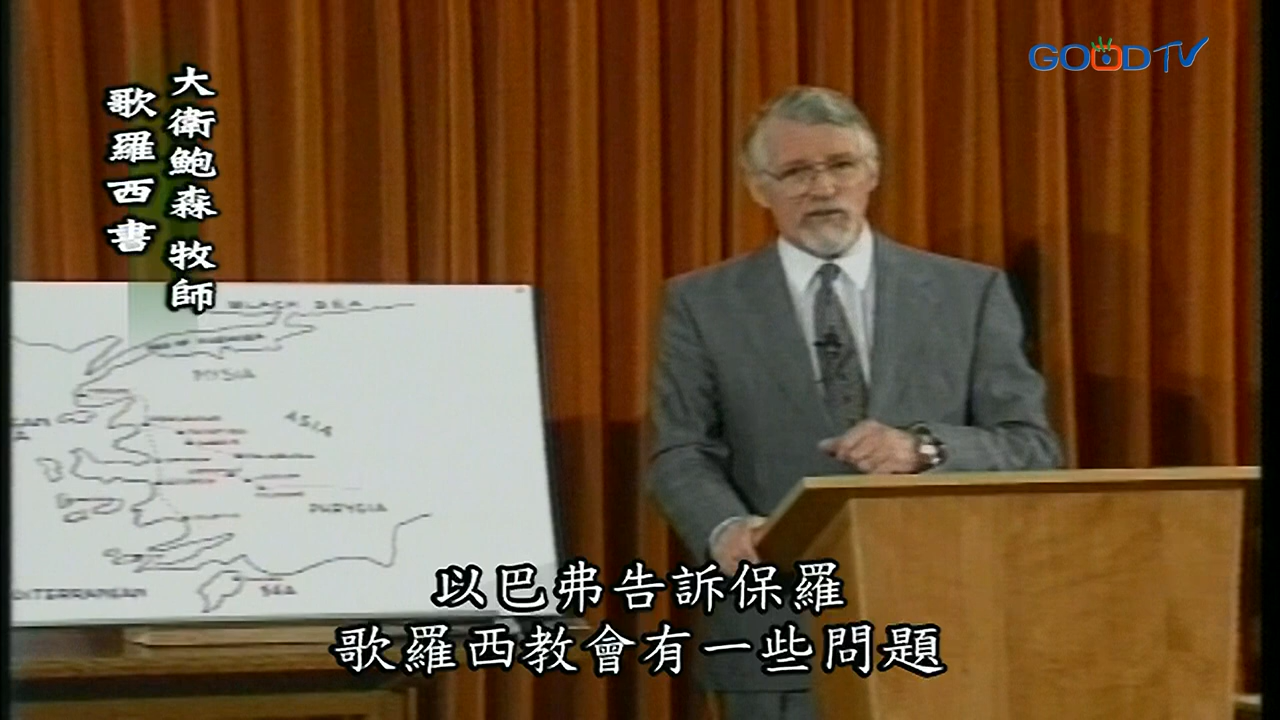 大衛鮑森 牧師
歌羅西書
GOODTV
BLACK SEA
MYSIA
ASIA
PHRYGIA
SEA
以巴弗告訴保羅
歌羅西教會有一些問題